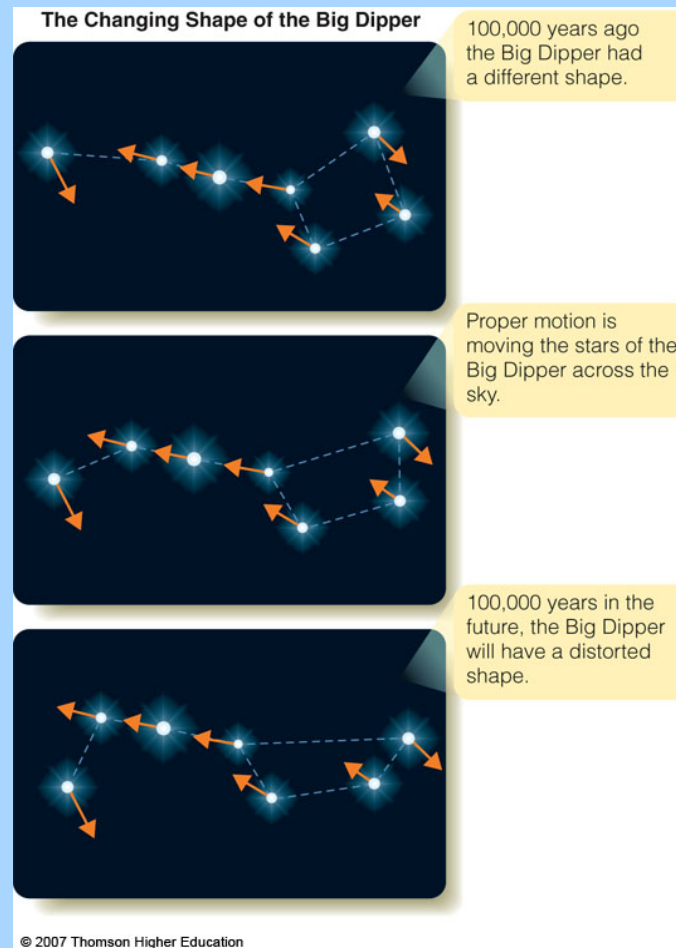 The Changing Shape of the Big Dipper
100,000 years ago
the Big Dipper had
a different shape.
Proper motion is
moving the stars of the
Big Dipper across the
sky.
100,000 years in the
future, the Big Dipper
will have a distorted
shape.
© 2007 Thomson Higher Education